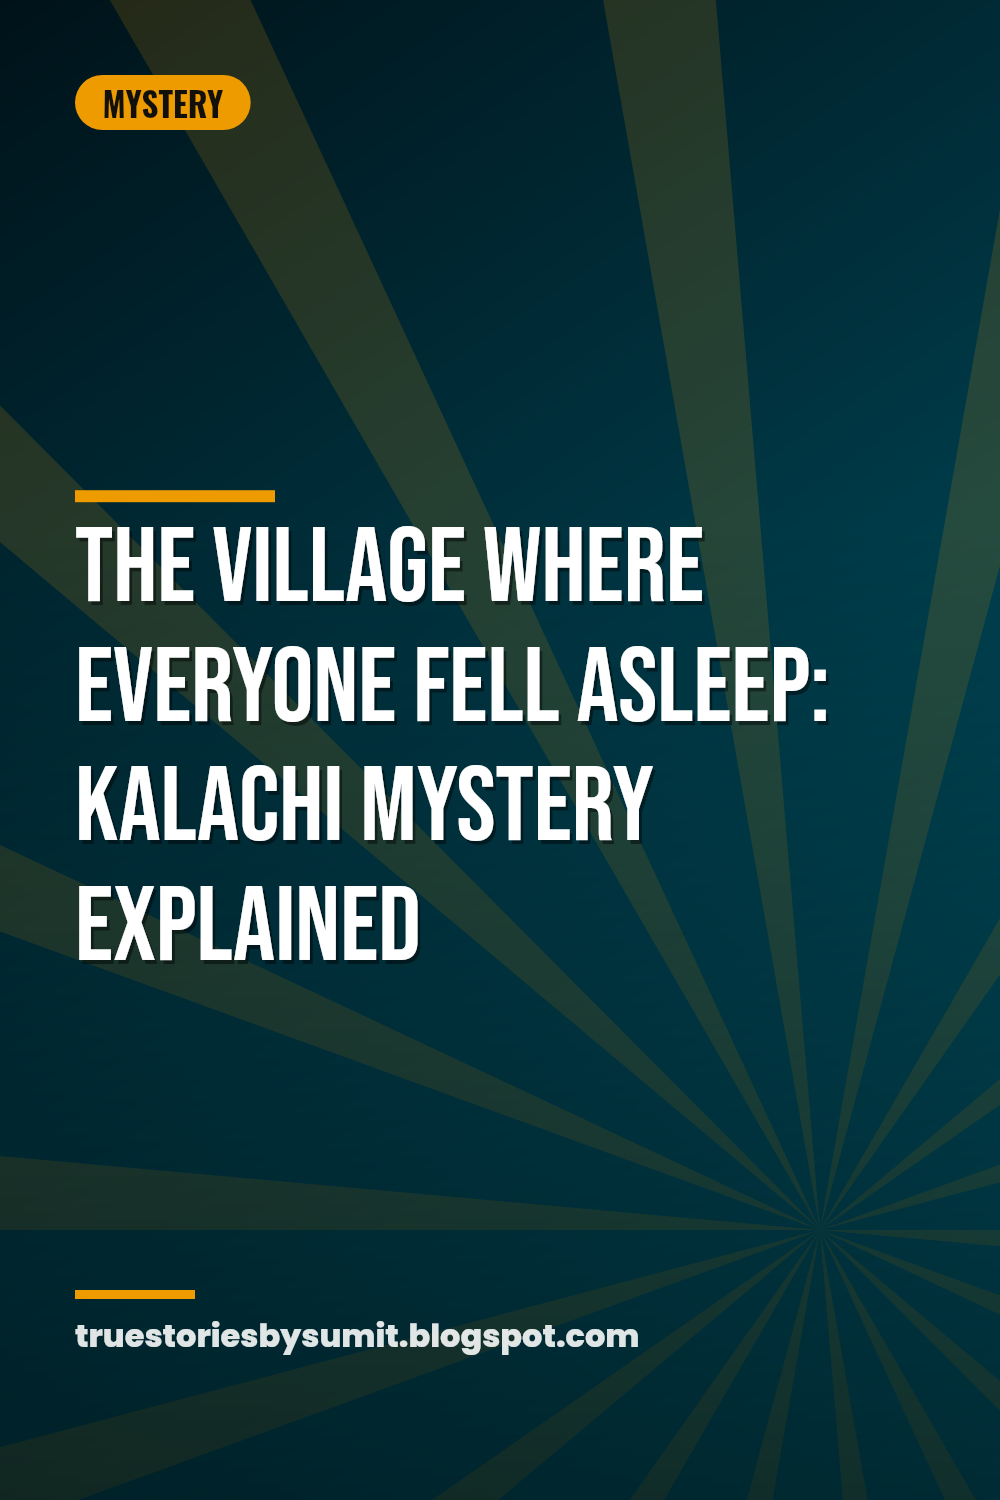 MYSTERY
THE VILLAGE WHERE
EVERYONE FELL ASLEEP:
KALACHI MYSTERY
EXPLAINED
truestoriesbysumit.blogspot.com